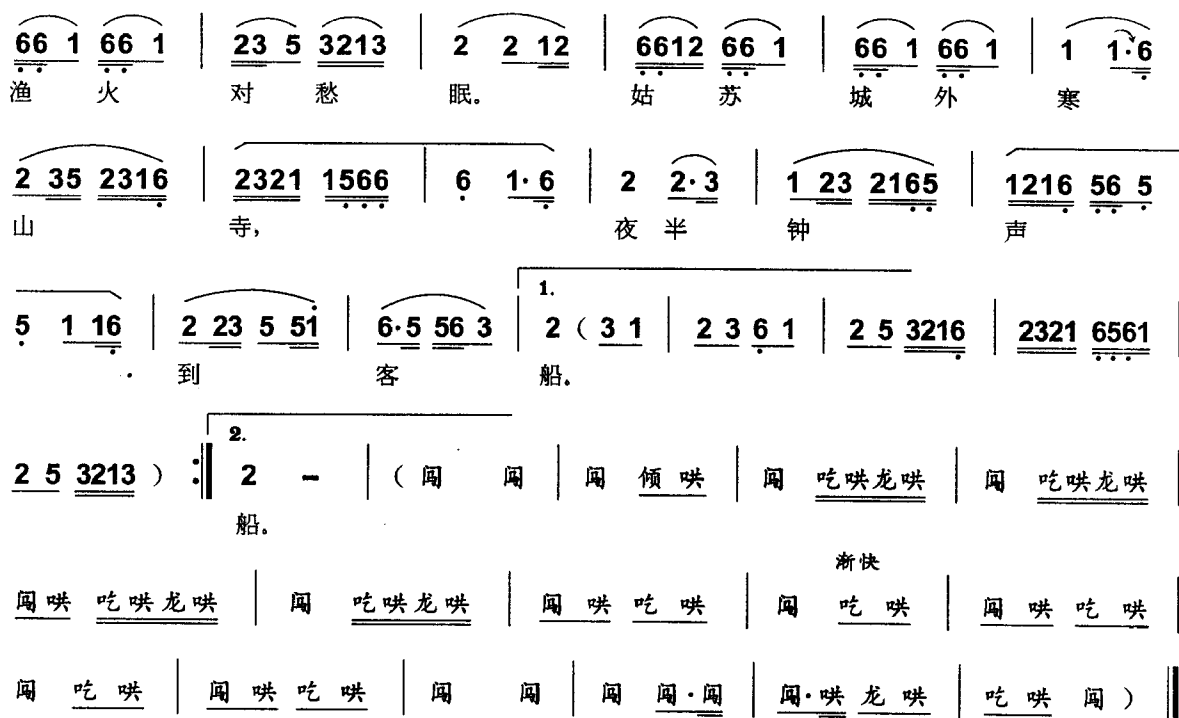 66 1 66 1 | 23 5 3213 | 2 2 12 | 6612 66 1 | 66 1 66 1 | 1 1·6
渔 火 对 愁 眠。 姑 苏 城 外 寒
2 35 2316 | 2321 1566 | 6 1·6 | 2 2·3 | 1 23 2165 | 1216 56 5
山 寺, 夜 半 钟 声
1.
5 1 16 | 2 23 5 51 | 6·5 56 3 | 2 ( 3 1 | 2 3 6 1 | 2 5 3216 | 2321 6561 |
到 客 船。
2.
2 5 3213 ) :| 2 - | ( 闯 闯 | 闯 倾 哄 | 闯 吃哄龙哄 | 闯 吃哄龙哄 |
船。
渐快
闯哄 吃哄龙哄 | 闯 吃哄龙哄 | 闯 哄 吃 哄 | 闯 吃 哄 | 闯 哄 吃 哄 |
闯 吃 哄 | 闯 哄 吃 哄 | 闯 闯 | 闯 闯·闯 | 闯·哄 龙 哄 | 吃 哄 闯 ) ‖